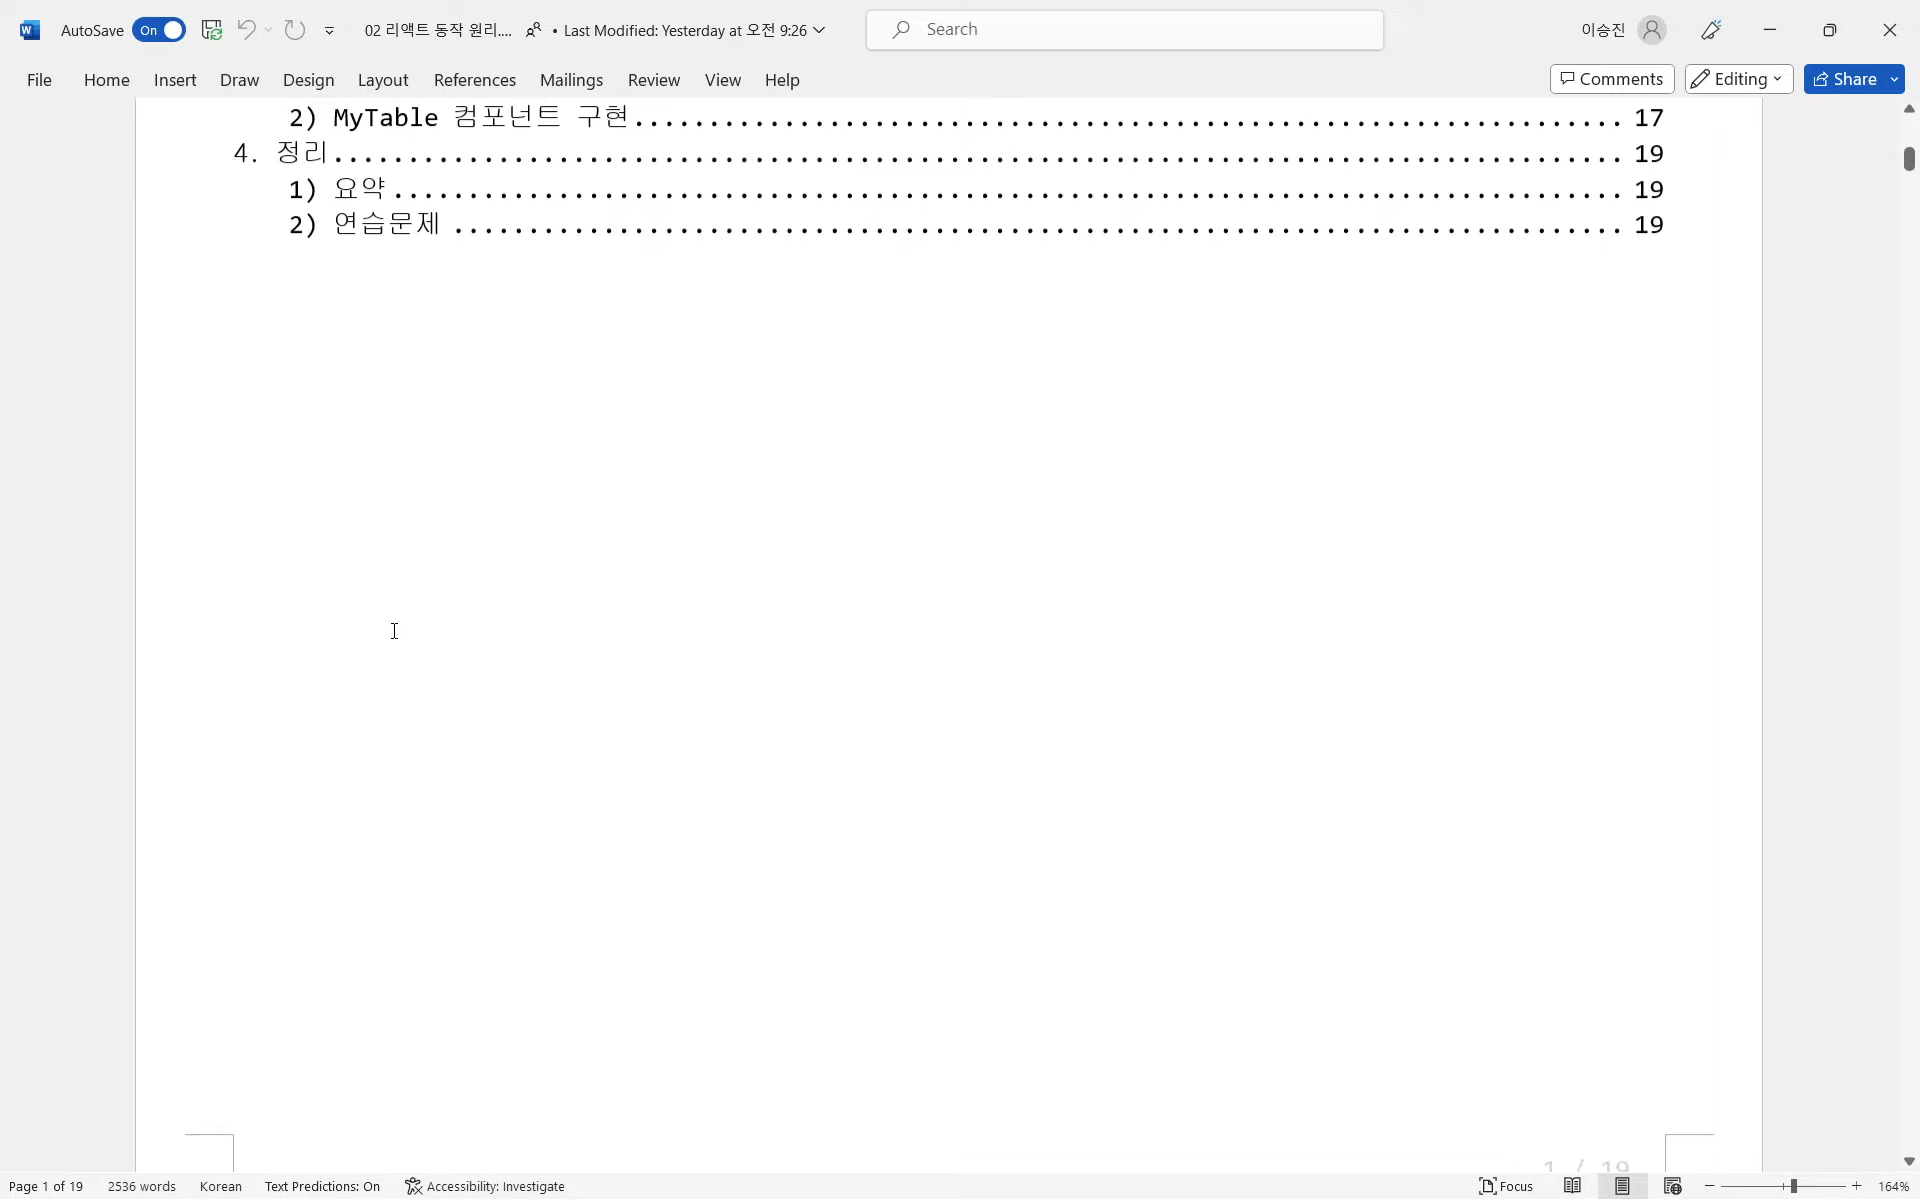 AutoSave On 02 리액트 동작 원리.... • Last Modified: Yesterday at 오전 9:26 Search 이승진
File Home Insert Draw Design Layout References Mailings Review View Help Comments Editing Share
2) MyTable 컴포넌트 구현.................................................................. 17
4. 정리...................................................................................... 19
1) 요약.................................................................................. 19
2) 연습문제 .............................................................................. 19
1 / 19
Page 1 of 19 2536 words Korean Text Predictions: On Accessibility: Investigate Focus 164%